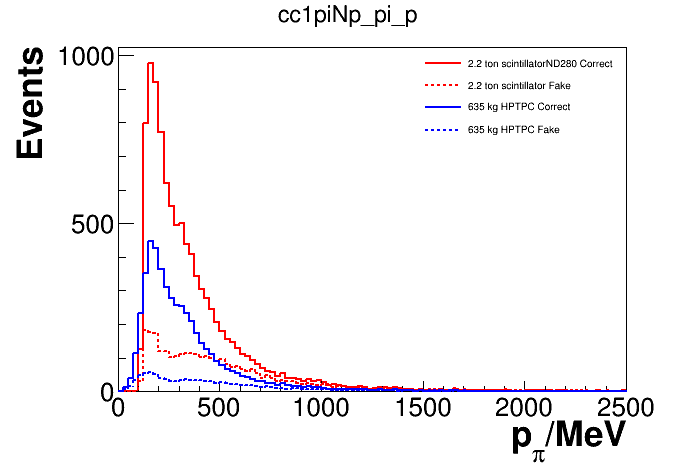 cc1piNp_pi_p
Events
1000
500
0
2.2 ton scintillatorND280 Correct
2.2 ton scintillator Fake
635 kg HPTPC Correct
635 kg HPTPC Fake
0 500 1000 1500 2000 2500
pπ/MeV